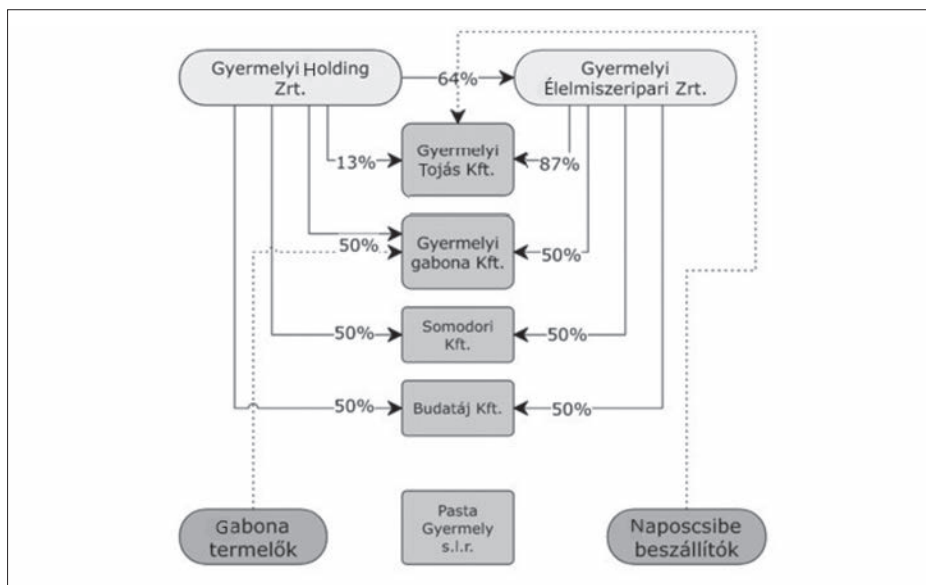 Gyermelyi Holding
Zrt.
64%
Gyermelyi
Élelmiszeripari Zrt.
13%
Gyermelyi
Tojás Kft.
87%
50%
Gyermelyi
gabona Kft.
50%
50%
Somodori
Kft.
50%
50%
Budatáj Kft.
50%
Gabona
termelők
Pasta
Gyermely
s.l.r.
Naposcsibe
beszállítók